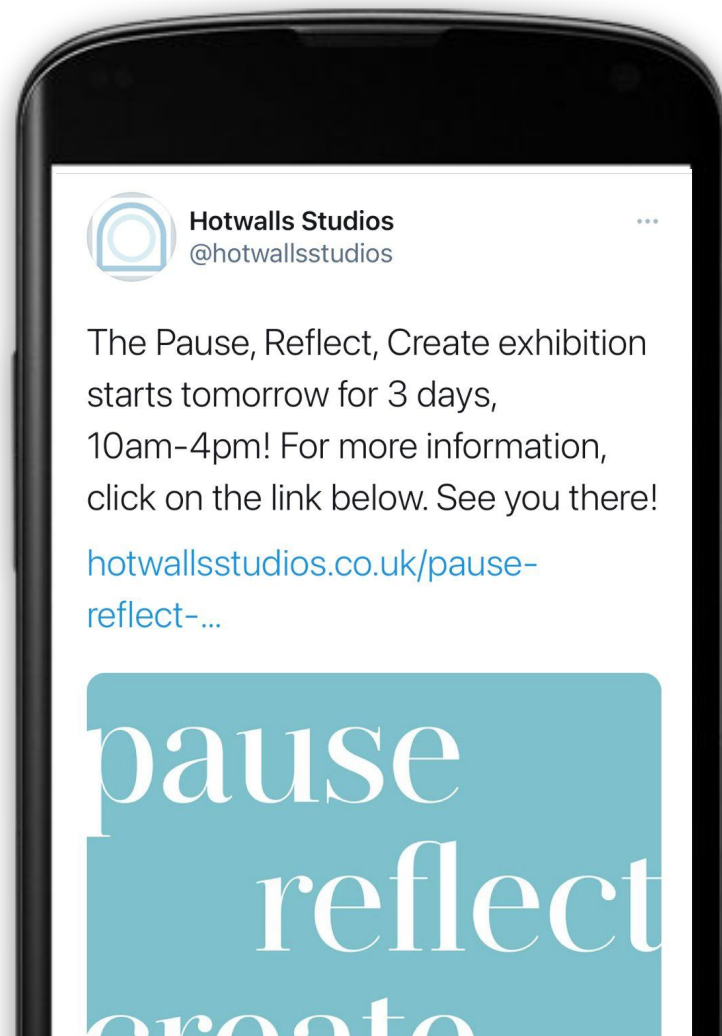 Hotwalls Studios
@hotwallsstudios
The Pause, Reflect, Create exhibition
starts tomorrow for 3 days,
10am-4pm! For more information,
click on the link below. See you there!
hotwallsstudios.co.uk/pause-
reflect-...
pause
reflect
create